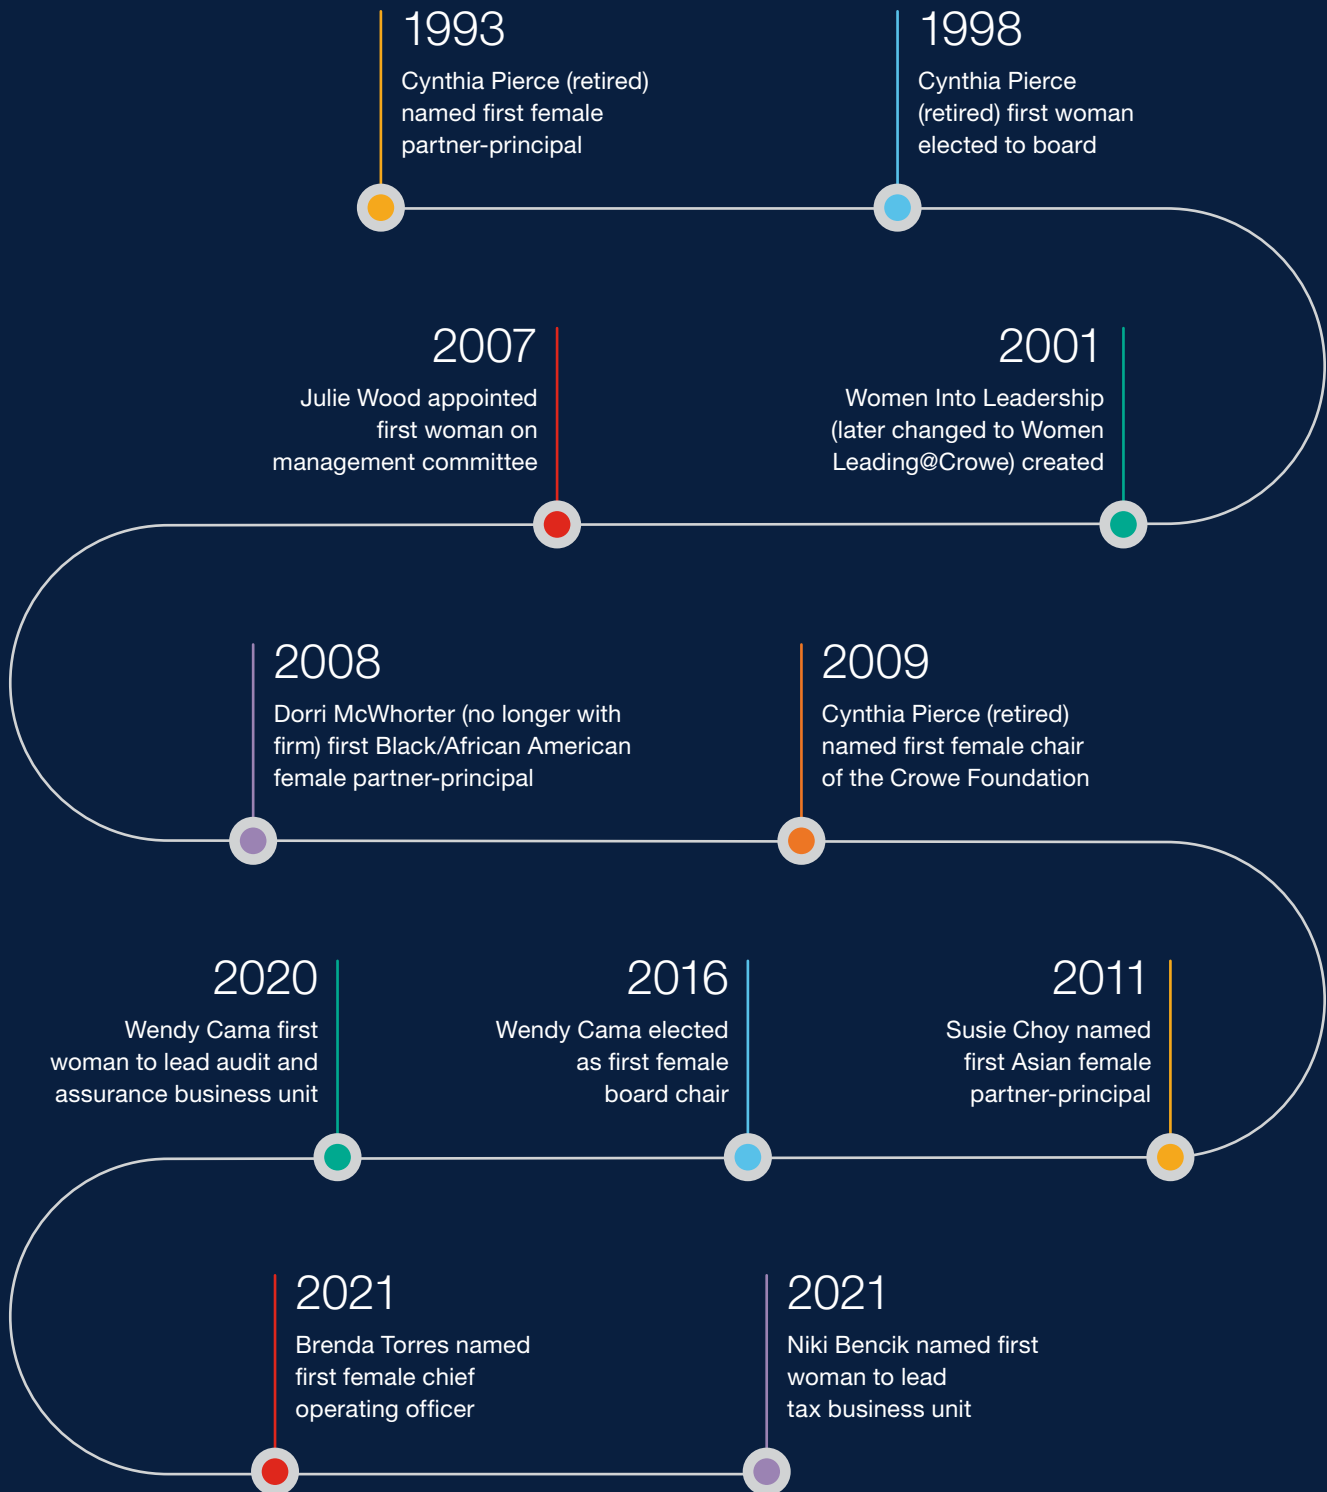 1993
Cynthia Pierce (retired)
named first female
partner-principal
1998
Cynthia Pierce
(retired) first woman
elected to board
2001
Women Into Leadership
(later changed to Women
Leading@Crowe) created
2007
Julie Wood appointed
first woman on
management committee
2008
Dorri McWhorter (no longer with
firm) first Black/African American
female partner-principal
2009
Cynthia Pierce (retired)
named first female chair
of the Crowe Foundation
2011
Susie Choy named
first Asian female
partner-principal
2016
Wendy Cama elected
as first female
board chair
2020
Wendy Cama first
woman to lead audit and
assurance business unit
2021
Brenda Torres named
first female chief
operating officer
2021
Niki Bencik named first
woman to lead
tax business unit